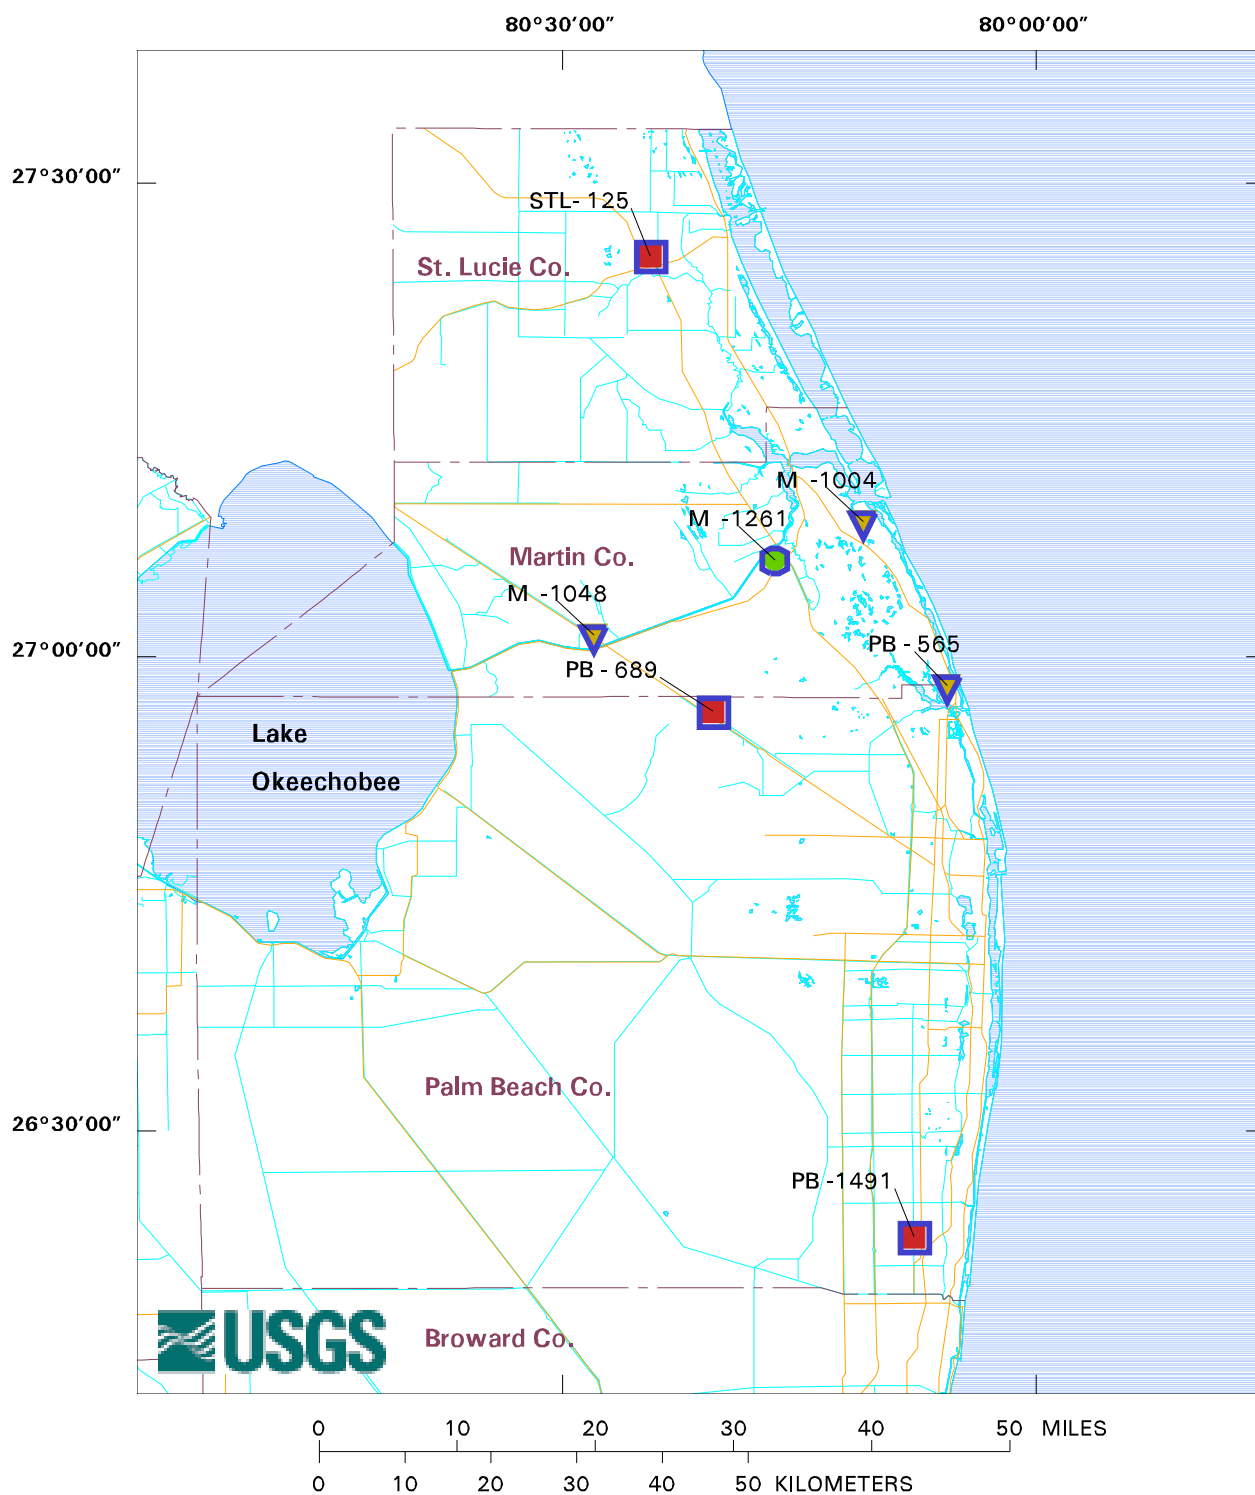 80°30′00″ 80°00′00″
27°30′00″
STL- 125
St. Lucie Co.
M -1004
M -1261
Martin Co.
M -1048
PB -565
27°00′00″
PB - 689
Lake
Okeechobee
Palm Beach Co.
26°30′00″
PB -1491
USGS
Broward Co.
0 10 20 30 40 50 MILES
0 10 20 30 40 50 KILOMETERS